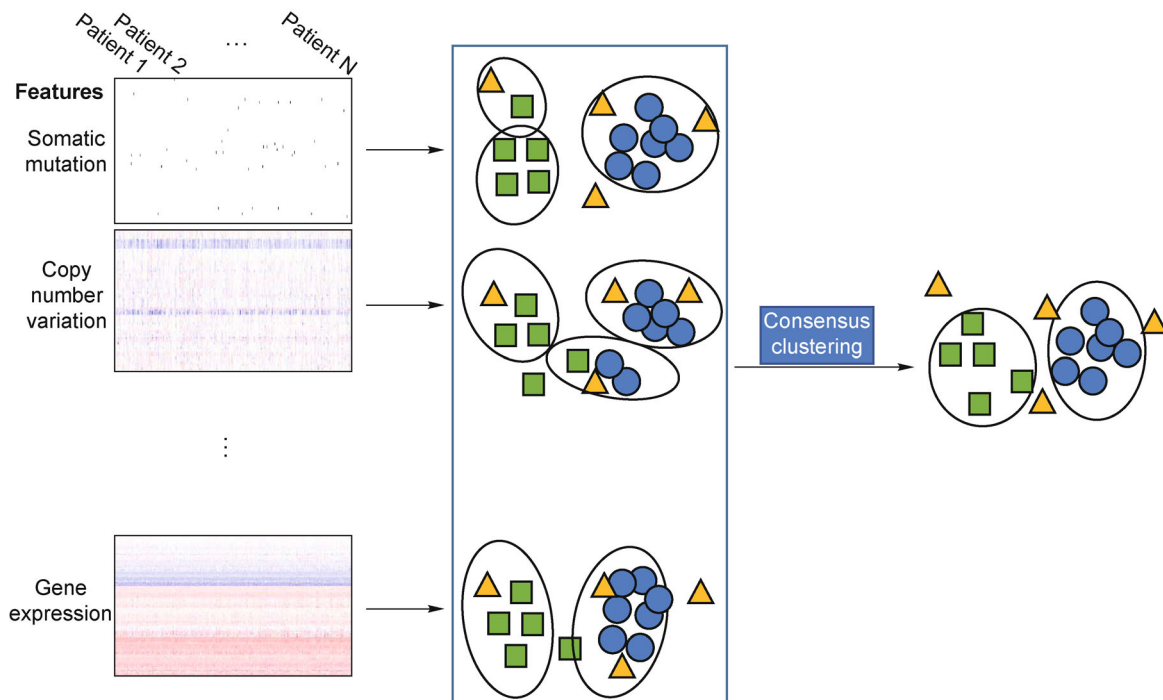 Patient 1
Patient 2
...
Patient N
Features
Somatic
mutation
Copy
number
variation
Consensus
clustering
⋮
Gene
expression